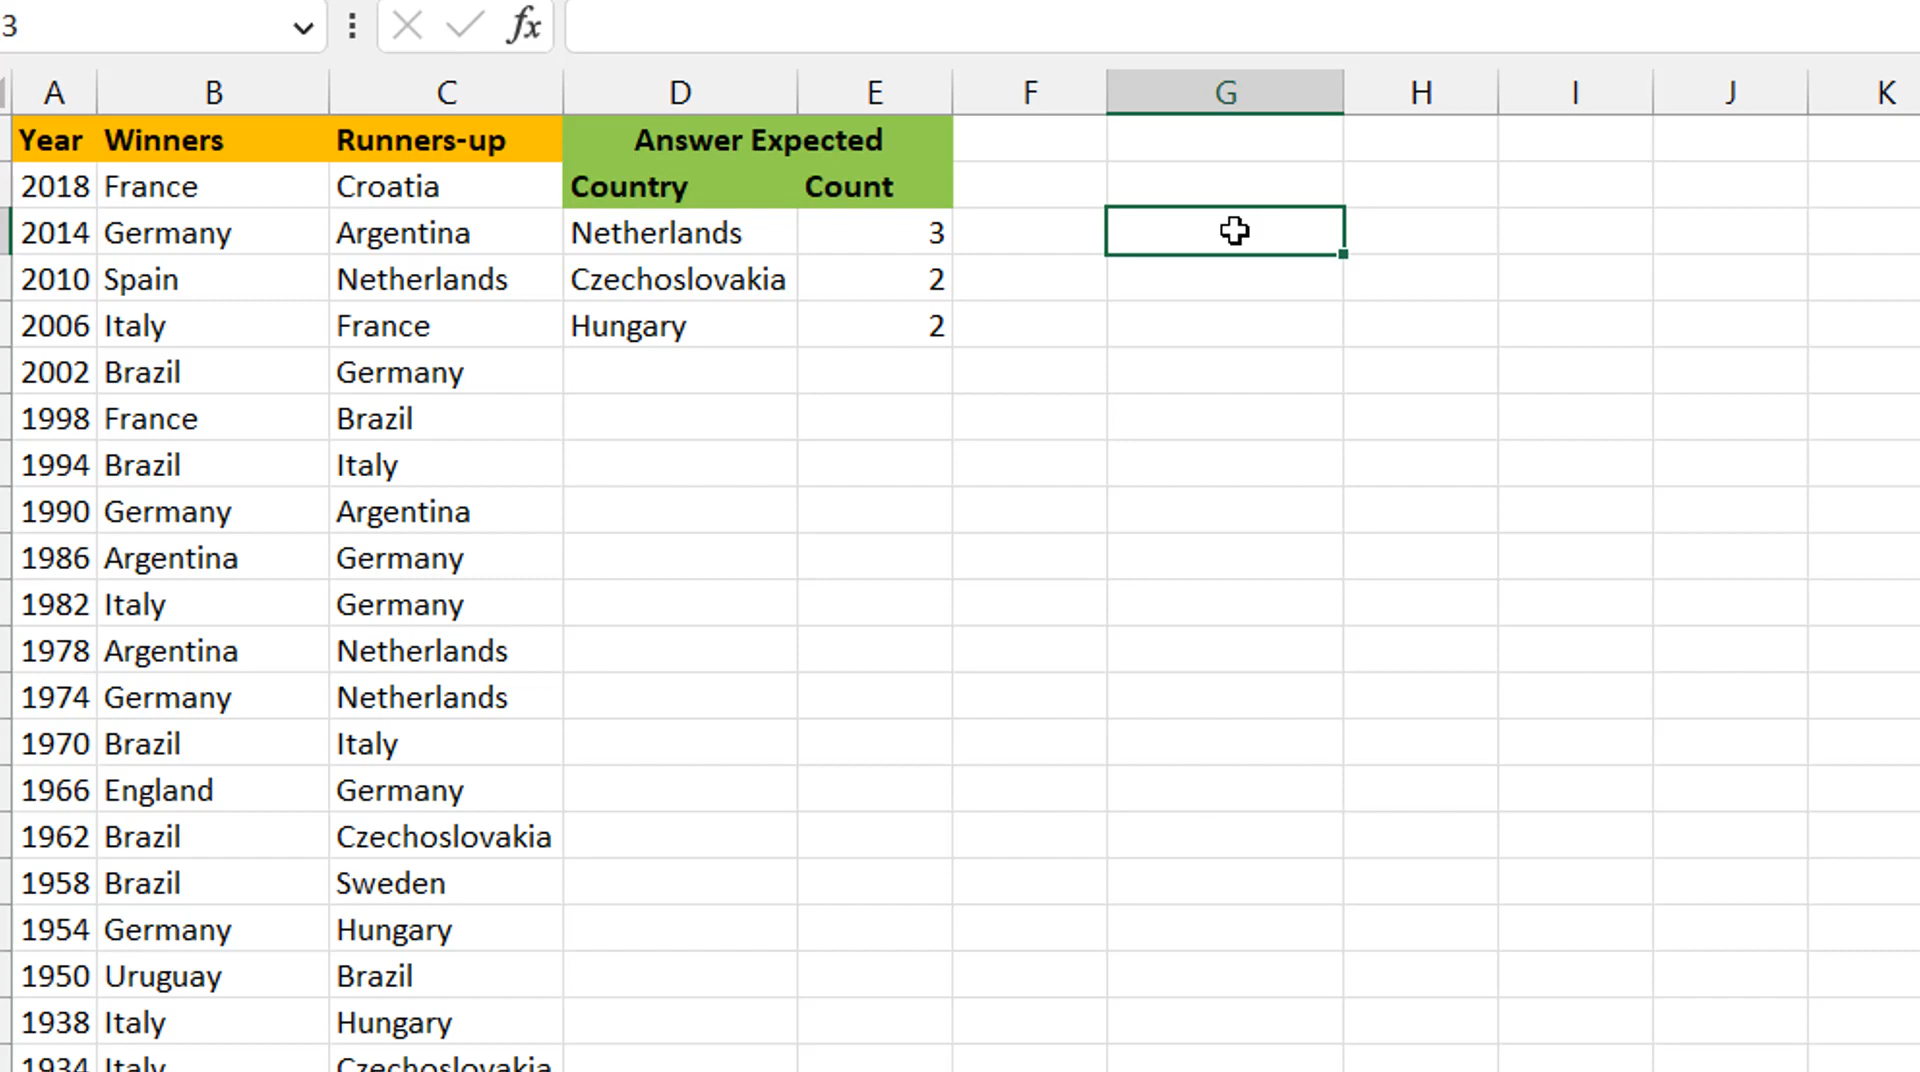 3 fx
A B C D E F G H I J K
Year Winners Runners-up Answer Expected
2018 France Croatia Country Count
2014 Germany Argentina Netherlands 3
2010 Spain Netherlands Czechoslovakia 2
2006 Italy France Hungary 2
2002 Brazil Germany
1998 France Brazil
1994 Brazil Italy
1990 Germany Argentina
1986 Argentina Germany
1982 Italy Germany
1978 Argentina Netherlands
1974 Germany Netherlands
1970 Brazil Italy
1966 England Germany
1962 Brazil Czechoslovakia
1958 Brazil Sweden
1954 Germany Hungary
1950 Uruguay Brazil
1938 Italy Hungary
1934 Italy Czechoslovakia